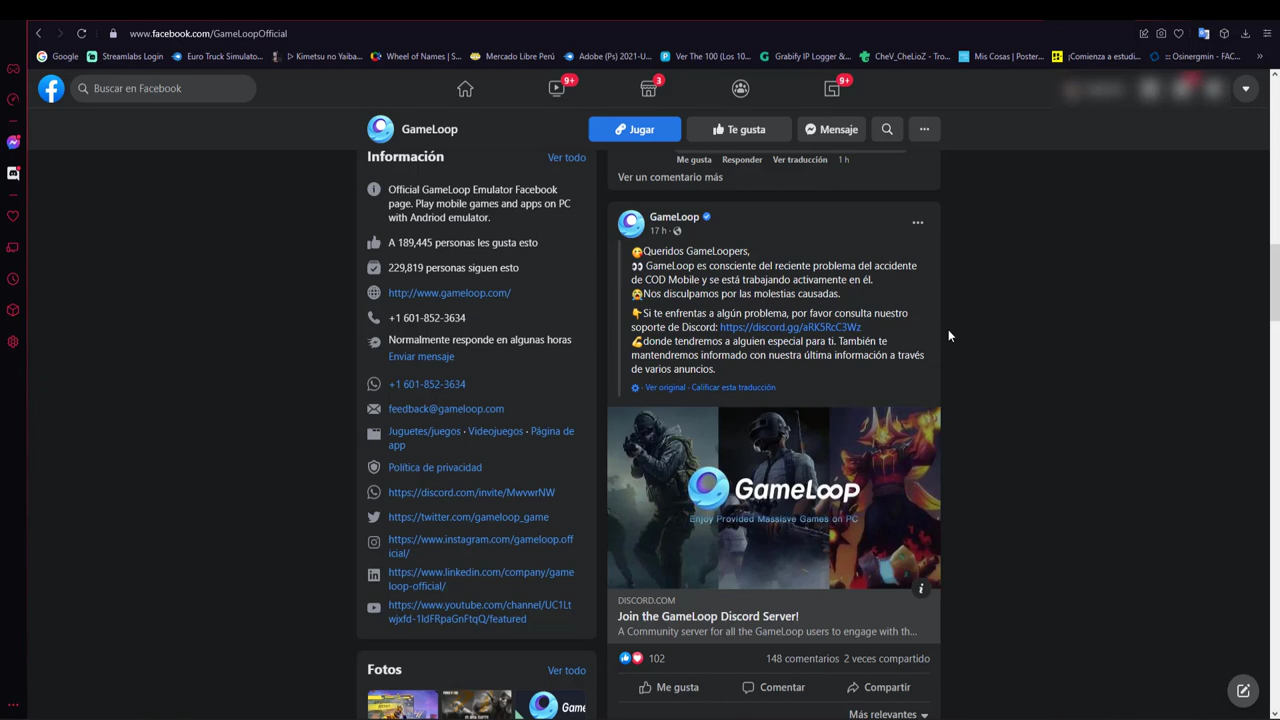 www.facebook.com/GameLoopOfficial
Google
Streamlabs Login
Euro Truck Simulato...
▷ Kimetsu no Yaiba...
Wheel of Names | S...
Mercado Libre Perú
Adobe (Ps) 2021-U...
Ver The 100 (Los 10...
Grabify IP Logger &...
CheV_CheLioZ - Tro...
Mis Cosas | Poster...
¡Comienza a estudi...
:: Osinergmin - FAC...
Buscar en Facebook
9+
3
9+
GameLoop
Jugar
Te gusta
Mensaje
Información
Ver todo
Official GameLoop Emulator Facebook
page. Play mobile games and apps on PC
with Andriod emulator.
A 189,445 personas les gusta esto
229,819 personas siguen esto
http://www.gameloop.com/
+1 601-852-3634
Normalmente responde en algunas horas
Enviar mensaje
+1 601-852-3634
feedback@gameloop.com
Juguetes/juegos · Videojuegos · Página de
app
Política de privacidad
https://discord.com/invite/MwvwrNW
https://twitter.com/gameloop_game
https://www.instagram.com/gameloop.off
icial/
https://www.linkedin.com/company/game
loop-official/
https://www.youtube.com/channel/UC1Lt
wjxfd-1ldFRpaGnFtqQ/featured
Fotos
Ver todo
Game
Me gusta Responder Ver traducción 1 h
Ver un comentario más
GameLoop
17 h ·
😋Queridos GameLoopers,
👀 GameLoop es consciente del reciente problema del accidente
de COD Mobile y se está trabajando activamente en él.
😭Nos disculpamos por las molestias causadas.
👇Si te enfrentas a algún problema, por favor consulta nuestro
soporte de Discord: https://discord.gg/aRK5RcC3Wz
💪donde tendremos a alguien especial para ti. También te
mantendremos informado con nuestra última información a través
de varios anuncios.
· Ver original · Calificar esta traducción
GameLoop
Enjoy Provided Massisve Games on PC
DISCORD.COM
Join the GameLoop Discord Server!
A Community server for all the GameLoop users to engage with th...
102
148 comentarios 2 veces compartido
Me gusta
Comentar
Compartir
Más relevantes